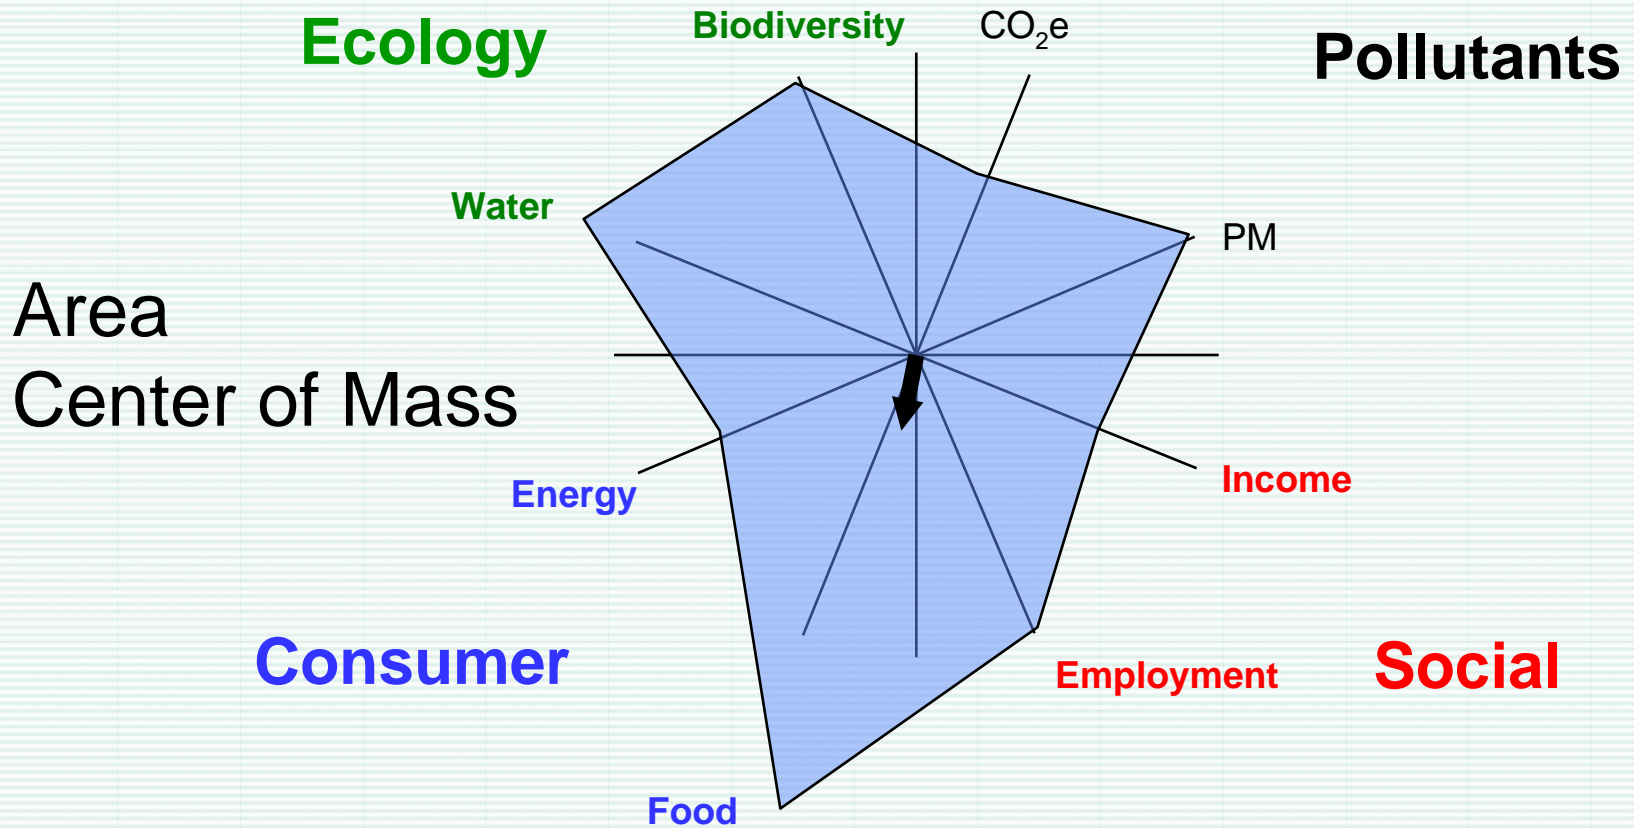 Ecology
Biodiversity
CO₂e
Pollutants
Water
PM
Area
Center of Mass
Energy
Income
Consumer
Employment
Social
Food